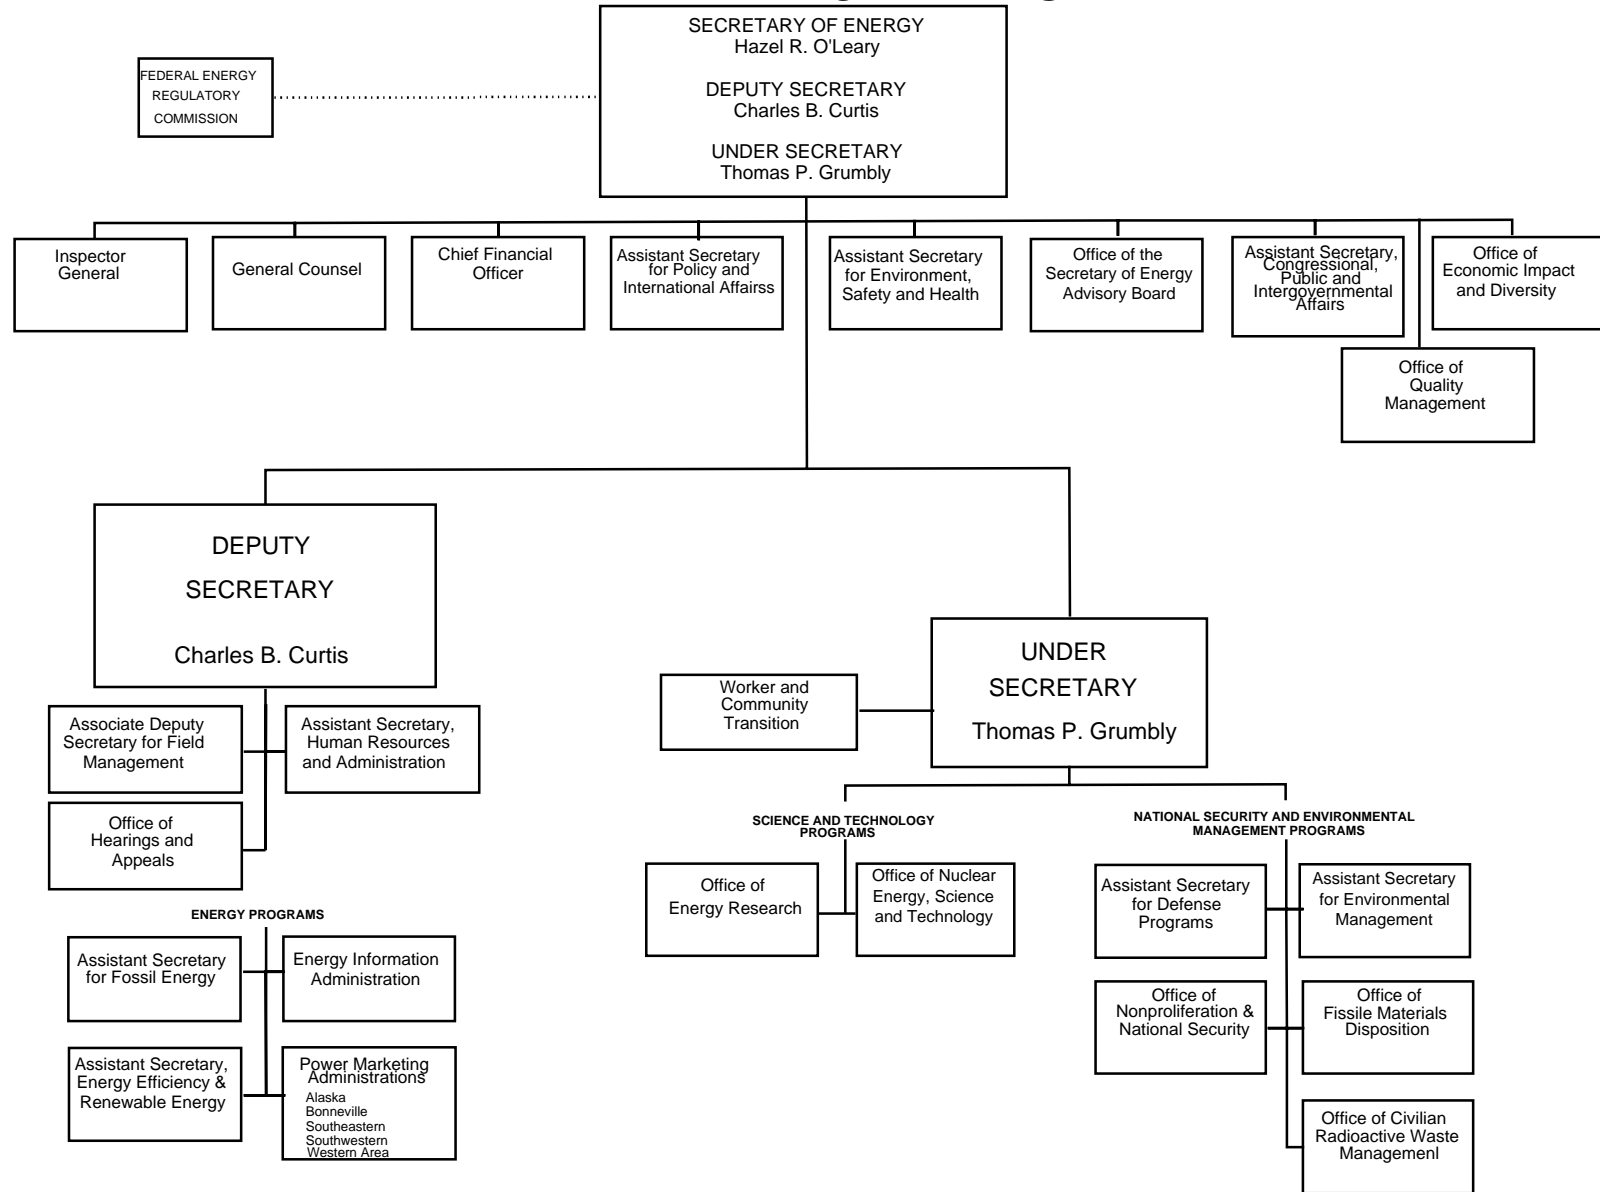 SECRETARY OF ENERGY
Hazel R. O'Leary
DEPUTY SECRETARY
Charles B. Curtis
UNDER SECRETARY
Thomas P. Grumbly
FEDERAL ENERGY
REGULATORY
COMMISSION
Inspector
General
General Counsel
Chief Financial
Officer
Assistant Secretary
for Policy and
International Affairss
Assistant Secretary
for Environment,
Safety and Health
Office of the
Secretary of Energy
Advisory Board
Assistant Secretary,
Congressional,
Public and
Intergovernmental
Affairs
Office of
Economic Impact
and Diversity
Office of
Quality
Management
DEPUTY
SECRETARY
Charles B. Curtis
Associate Deputy
Secretary for Field
Management
Assistant Secretary,
Human Resources
and Administration
Office of
Hearings and
Appeals
ENERGY PROGRAMS
Assistant Secretary
for Fossil Energy
Energy Information
Administration
Assistant Secretary,
Energy Efficiency &
Renewable Energy
Power Marketing
Administrations
Alaska
Bonneville
Southeastern
Southwestern
Western Area
UNDER
SECRETARY
Thomas P. Grumbly
Worker and
Community
Transition
SCIENCE AND TECHNOLOGY
PROGRAMS
Office of
Energy Research
Office of Nuclear
Energy, Science
and Technology
NATIONAL SECURITY AND ENVIRONMENTAL
MANAGEMENT PROGRAMS
Assistant Secretary
for Defense
Programs
Assistant Secretary
for Environmental
Management
Office of
Nonproliferation &
National Security
Office of
Fissile Materials
Disposition
Office of Civilian
Radioactive Waste
Management